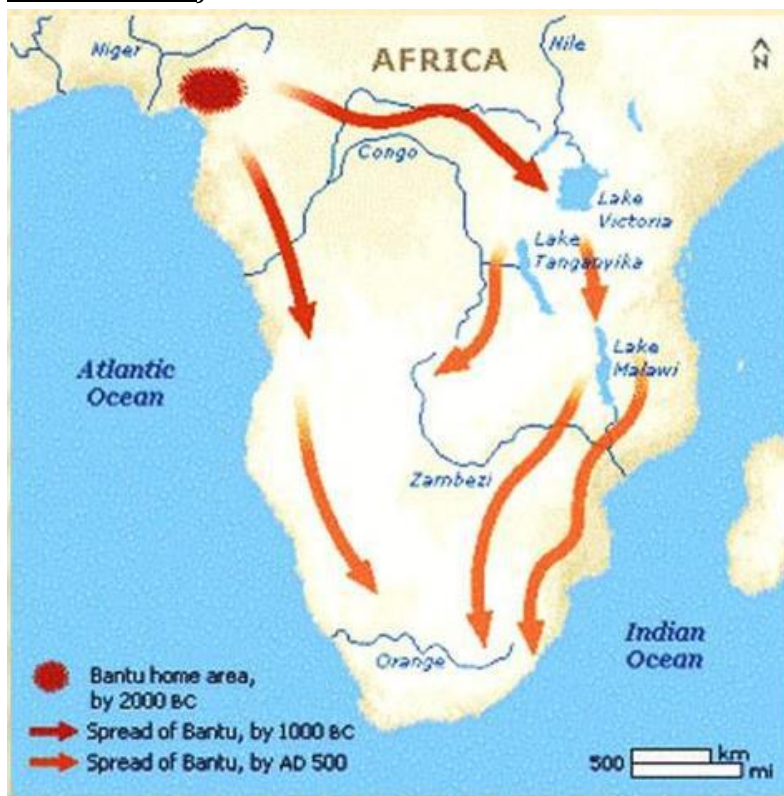 Niger
AFRICA
Nile
N
Congo
Lake
Victoria
Lake
Tanganyika
Atlantic
Ocean
Lake
Malawi
Zambezi
Indian
Ocean
Orange
Bantu home area,
by 2000 BC
Spread of Bantu, by 1000 BC
Spread of Bantu, by AD 500
500 km
mi